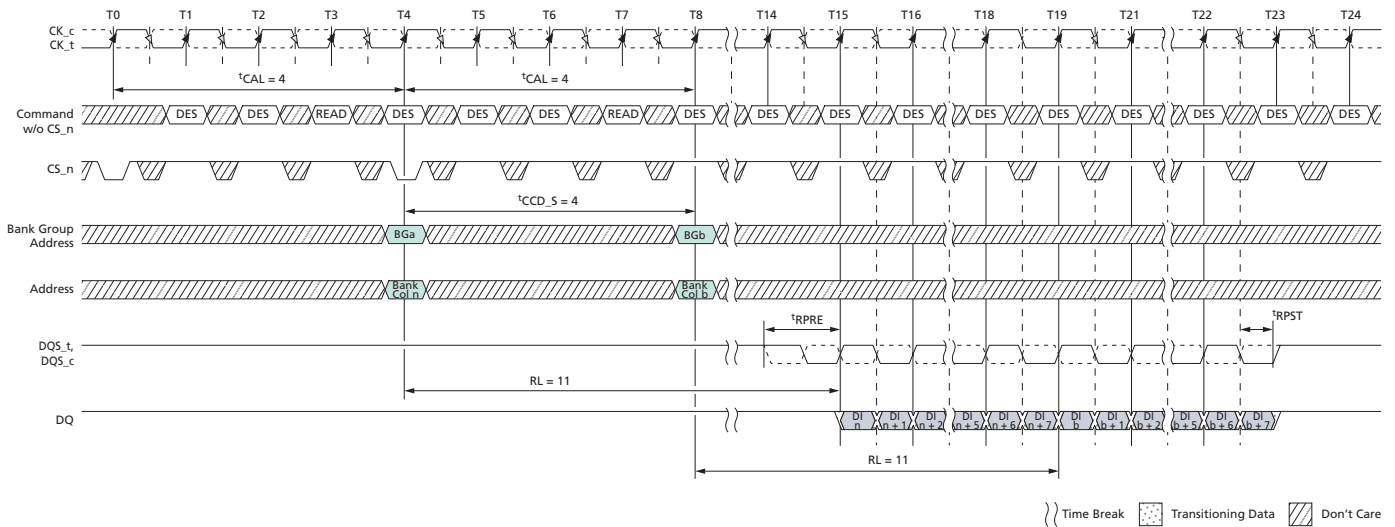 T0 T1 T2 T3 T4 T5 T6 T7 T8 T14 T15 T16 T18 T19 T21 T22 T23 T24
CK_c
CK_t
tCAL = 4 tCAL = 4
Command
w/o CS_n
DES DES READ DES DES DES READ DES DES DES DES DES DES DES DES DES DES
CS_n
tCCD_S = 4
Bank Group
Address
BGa BGb
Address
Bank
Col n
Bank
Col b
tRPRE tRPST
DQS_t,
DQS_c
RL = 11
DQ
DI
n
DI
n + 1
DI
n + 2
DI
n + 5
DI
n + 6
DI
n + 7
DI
b
DI
b + 1
DI
b + 2
DI
b + 5
DI
b + 6
DI
b + 7
RL = 11
Time Break Transitioning Data Don't Care